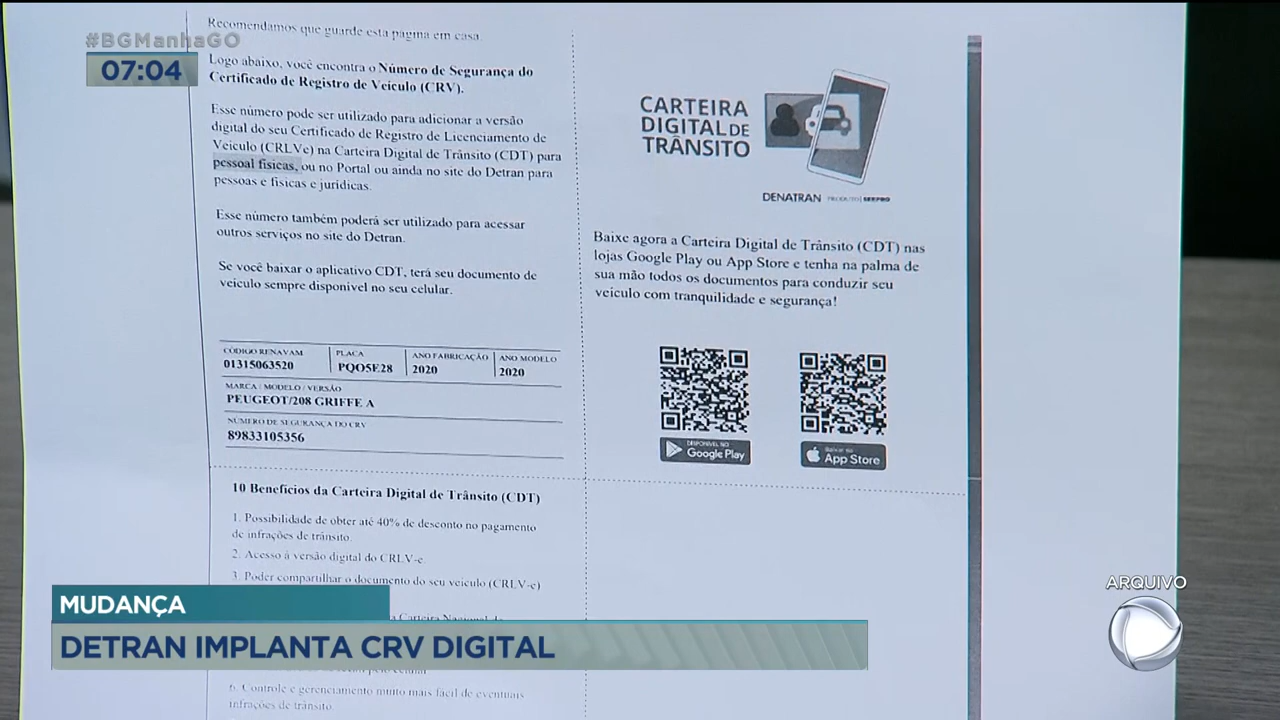 #BGManhaGO
07:04
Recomendamos que guarde esta página em casa.
Logo abaixo, você encontra o Número de Segurança do
Certificado de Registro de Veículo (CRV).
Esse número pode ser utilizado para adicionar a versão
digital do seu Certificado de Registro de Licenciamento de
Veículo (CRLVe) na Carteira Digital de Trânsito (CDT) para
pessoal físicas, ou no Portal ou ainda no site do Detran para
pessoas e físicas e jurídicas.
Esse número também poderá ser utilizado para acessar
outros serviços no site do Detran.
Se você baixar o aplicativo CDT, terá seu documento de
veículo sempre disponível no seu celular.
CÓDIGO RENAVAM PLACA ANO FABRICAÇÃO ANO MODELO
01315063520 PQO5E28 2020 2020
MARCA / MODELO / VERSÃO
PEUGEOT/208 GRIFFE A
NÚMERO DE SEGURANÇA DO CRV
89833105356
CARTEIRA
DIGITAL DE
TRÂNSITO
DENATRAN PRODUTO SERPRO
Baixe agora a Carteira Digital de Trânsito (CDT) nas
lojas Google Play ou App Store e tenha na palma de
sua mão todos os documentos para conduzir seu
veículo com tranquilidade e segurança!
DISPONÍVEL NO
Google Play
App Store
10 Benefícios da Carteira Digital de Trânsito (CDT)
1. Possibilidade de obter até 40% de desconto no pagamento
de infrações de trânsito.
2. Acesso à versão digital do CRLV-e.
3. Poder compartilhar o documento do seu veículo (CRLV-e)
6. Controle e gerenciamento muito mais fácil de eventuais
infrações de trânsito.
MUDANÇA
DETRAN IMPLANTA CRV DIGITAL
ARQUIVO